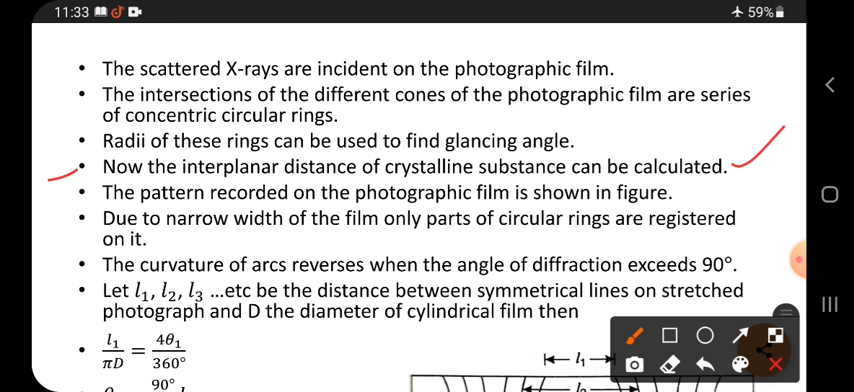 11:33
59%
• The scattered X-rays are incident on the photographic film.
• The intersections of the different cones of the photographic film are series
of concentric circular rings.
• Radii of these rings can be used to find glancing angle.
• Now the interplanar distance of crystalline substance can be calculated.
• The pattern recorded on the photographic film is shown in figure.
• Due to narrow width of the film only parts of circular rings are registered
on it.
• The curvature of arcs reverses when the angle of diffraction exceeds 90°.
• Let l₁, l₂, l₃ ...etc be the distance between symmetrical lines on stretched
photograph and D the diameter of cylindrical film then
• l₁/πD = 4θ₁/360°
l₁
90°